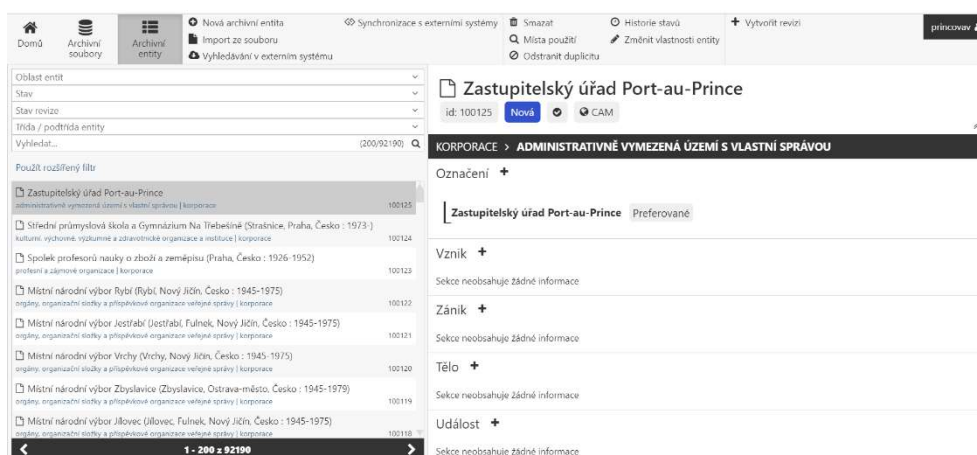 Domů
Archivní soubory
Archivní entity
Nová archivní entita
Import ze souboru
Vyhledávání v externím systému
Synchronizace s externími systémy
Smazat
Místa použití
Odstranit duplicitu
Historie stavů
Změnit vlastnosti entity
Vytvořit revizi
princovav
Oblast entit
Stav
Stav revize
Třída / podtřída entity
Vyhledat... (200/92190)
Použít rozšířený filtr
Zastupitelský úřad Port-au-Prince
administrativně vymezená území s vlastní správou | korporace 100125
Střední průmyslová škola a Gymnázium Na Třebešíně (Strašnice, Praha, Česko : 1973-)
kulturní, výchovné, výzkumné a zdravotnické organizace a instituce | korporace 100124
Spolek profesorů nauky o zboží a zeměpisu (Praha, Česko : 1926-1952)
profesní a zájmové organizace | korporace 100123
Místní národní výbor Rybí (Rybí, Nový Jičín, Česko : 1945-1975)
orgány, organizační složky a příspěvkové organizace veřejné správy | korporace 100122
Místní národní výbor Jestřabí (Jestřabí, Fulnek, Nový Jičín, Česko : 1945-1975)
orgány, organizační složky a příspěvkové organizace veřejné správy | korporace 100121
Místní národní výbor Vrchy (Vrchy, Nový Jičín, Česko : 1945-1975)
orgány, organizační složky a příspěvkové organizace veřejné správy | korporace 100120
Místní národní výbor Zbyslavice (Zbyslavice, Ostrava-město, Česko : 1945-1979)
orgány, organizační složky a příspěvkové organizace veřejné správy | korporace 100119
Místní národní výbor Jílovec (Jílovec, Fulnek, Nový Jičín, Česko : 1945-1975)
orgány, organizační složky a příspěvkové organizace veřejné správy | korporace 100118
1 - 200 z 92190
Zastupitelský úřad Port-au-Prince
id: 100125 Nová CAM
KORPORACE > ADMINISTRATIVNĚ VYMEZENÁ ÚZEMÍ S VLASTNÍ SPRÁVOU
Označení +
Zastupitelský úřad Port-au-Prince Preferované
Vznik +
Sekce neobsahuje žádné informace
Zánik +
Sekce neobsahuje žádné informace
Tělo +
Sekce neobsahuje žádné informace
Událost +
Sekce neobsahuje žádné informace